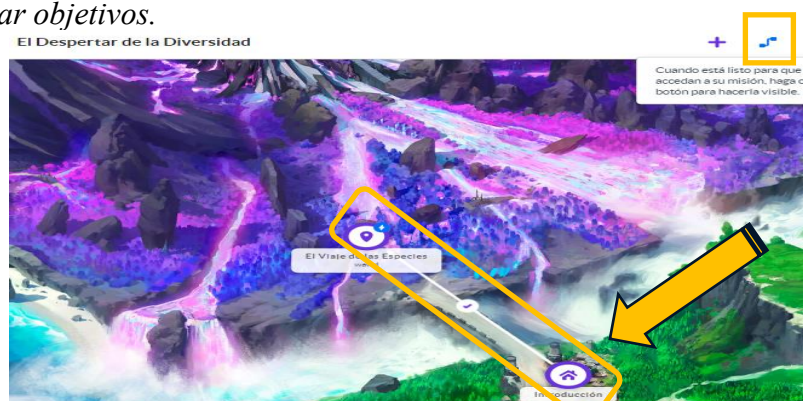 ar objetivos.
El Despertar de la Diversidad
Cuando está listo para que
accedan a su misión, haga c
botón para hacerla visible.
El Viaje de las Especies
Introducción